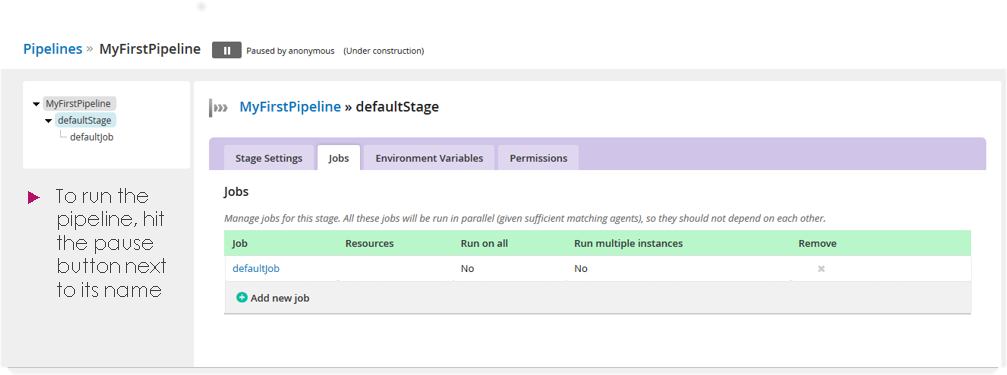 Pipelines » MyFirstPipeline Paused by anonymous (Under construction)
MyFirstPipeline
defaultStage
defaultJob
To run the
pipeline, hit
the pause
button next
to its name
MyFirstPipeline » defaultStage
Stage Settings Jobs Environment Variables Permissions
Jobs
Manage jobs for this stage. All these jobs will be run in parallel (given sufficient matching agents), so they should not depend on each other.
Job Resources Run on all Run multiple instances Remove
defaultJob No No
Add new job